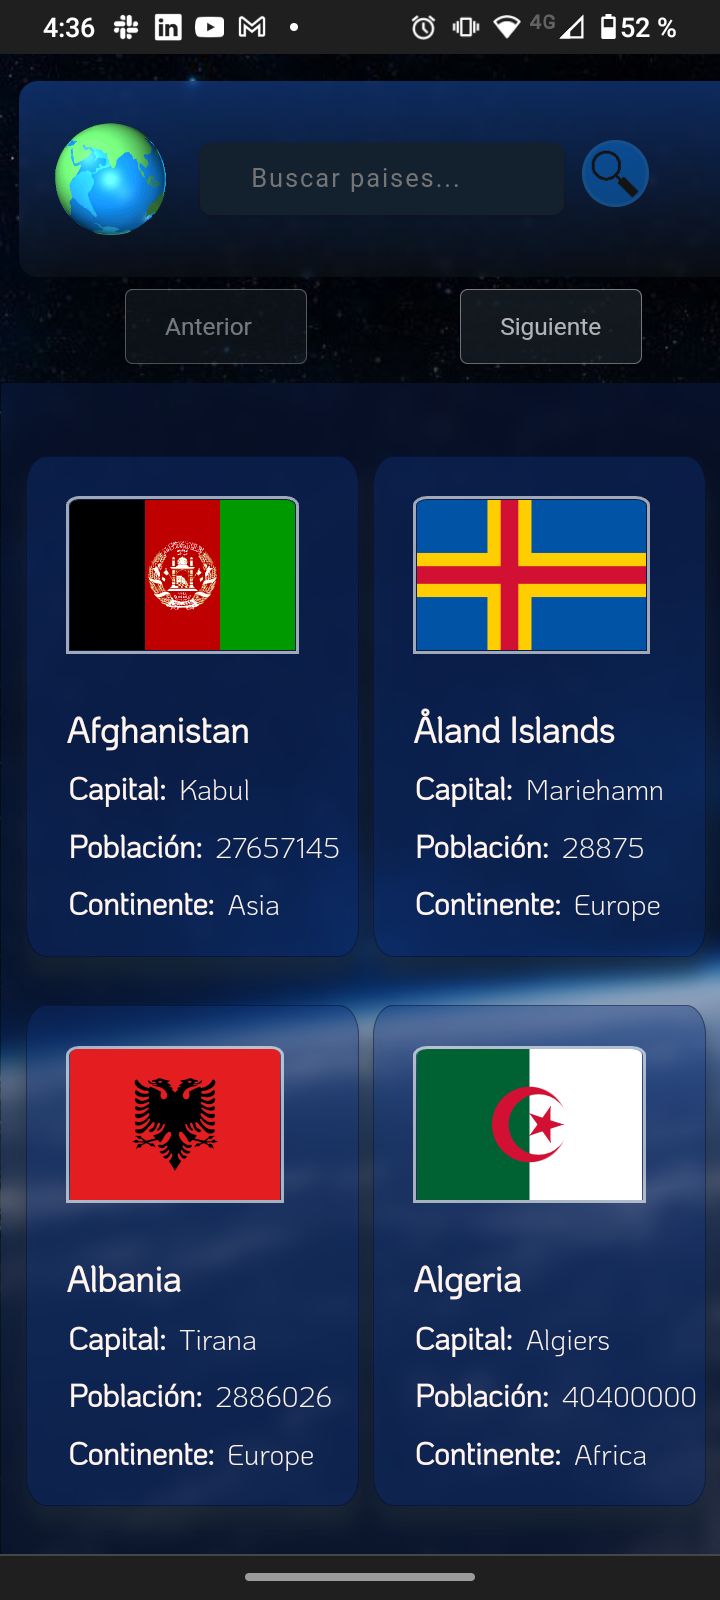 4:36 4G 52 %
Buscar paises...
Anterior Siguiente
Afghanistan
Capital: Kabul
Población: 27657145
Continente: Asia
Åland Islands
Capital: Mariehamn
Población: 28875
Continente: Europe
Albania
Capital: Tirana
Población: 2886026
Continente: Europe
Algeria
Capital: Algiers
Población: 40400000
Continente: Africa